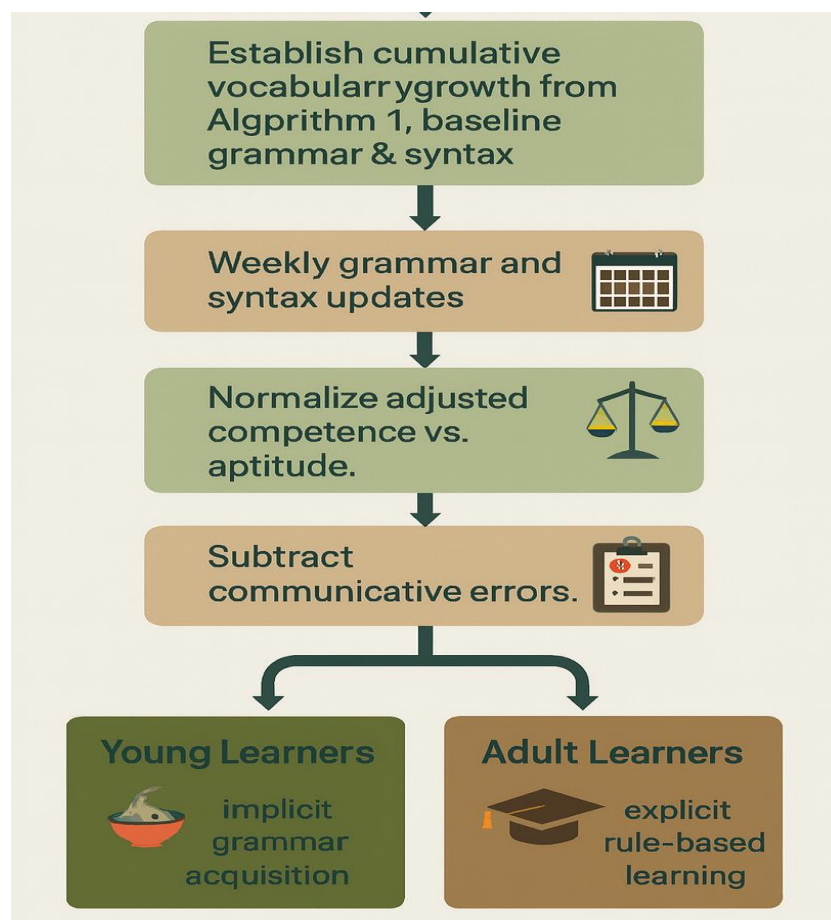 Establish cumulative
vocabularrygrowth from
Algprithm 1, baseline
grammar & syntax
Weekly grammar and
syntax updates
Normalize adjusted
competence vs.
aptitude.
Subtract
communicative errors.
Young Learners
implicit
grammar
acquisition
Adult Learners
explicit
rule-based
learning